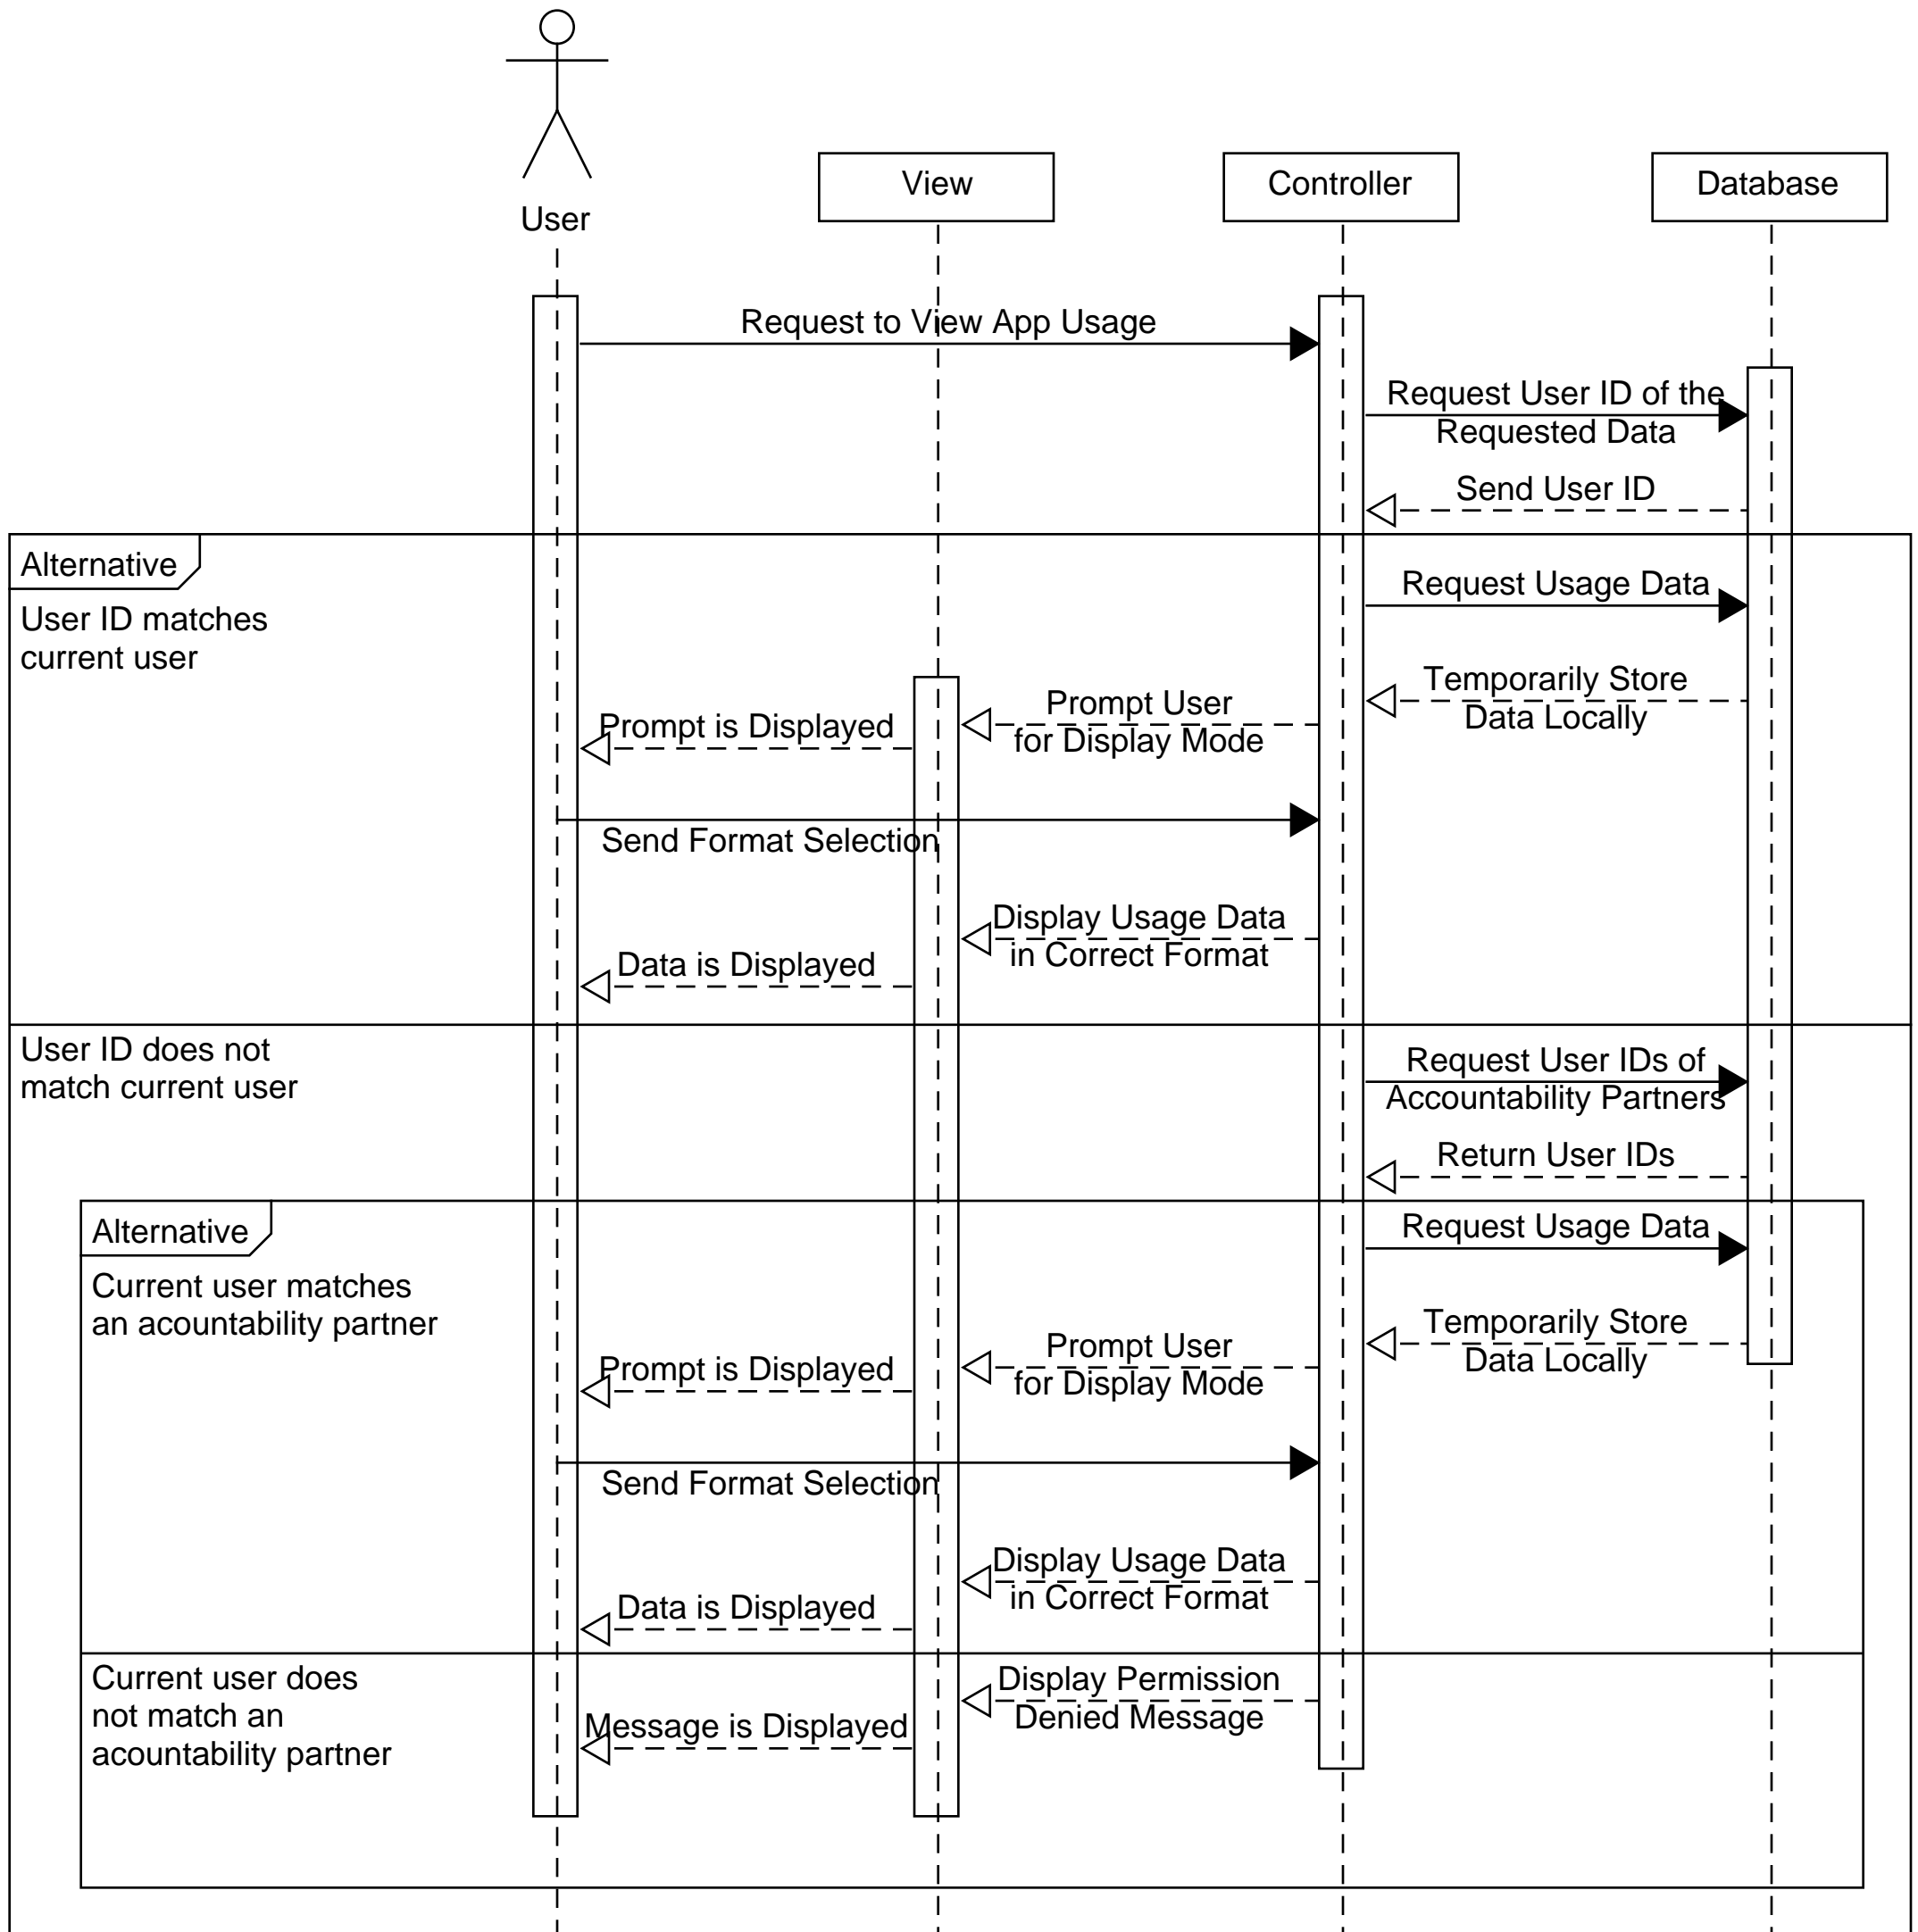 User
View
Controller
Database
Request to View App Usage
Request User ID of the
Requested Data
Send User ID
Alternative
User ID matches
current user
Request Usage Data
Temporarily Store
Data Locally
Prompt User
for Display Mode
Prompt is Displayed
Send Format Selection
Display Usage Data
in Correct Format
Data is Displayed
User ID does not
match current user
Request User IDs of
Accountability Partners
Return User IDs
Alternative
Current user matches
an acountability partner
Request Usage Data
Temporarily Store
Data Locally
Prompt User
for Display Mode
Prompt is Displayed
Send Format Selection
Display Usage Data
in Correct Format
Data is Displayed
Current user does
not match an
acountability partner
Display Permission
Denied Message
Message is Displayed